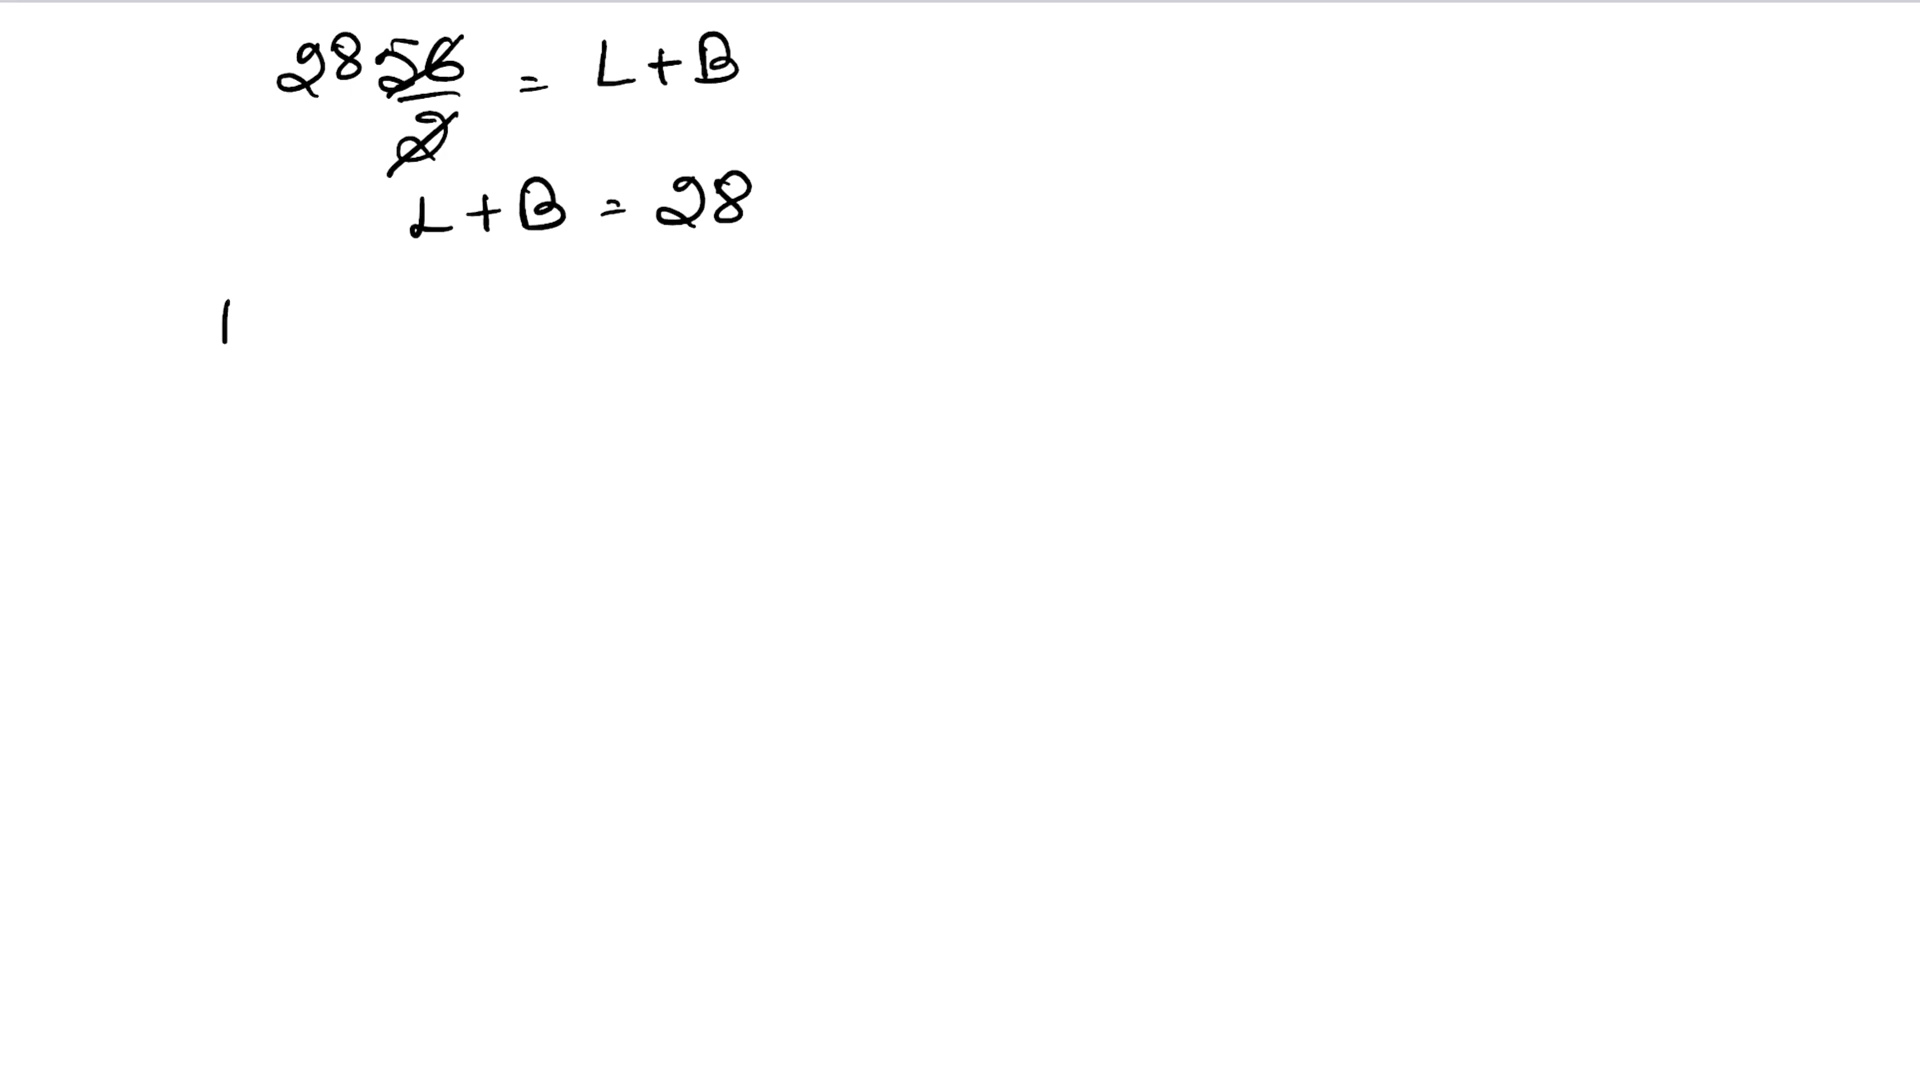 28 56/2 = L+B
L+B = 28
|